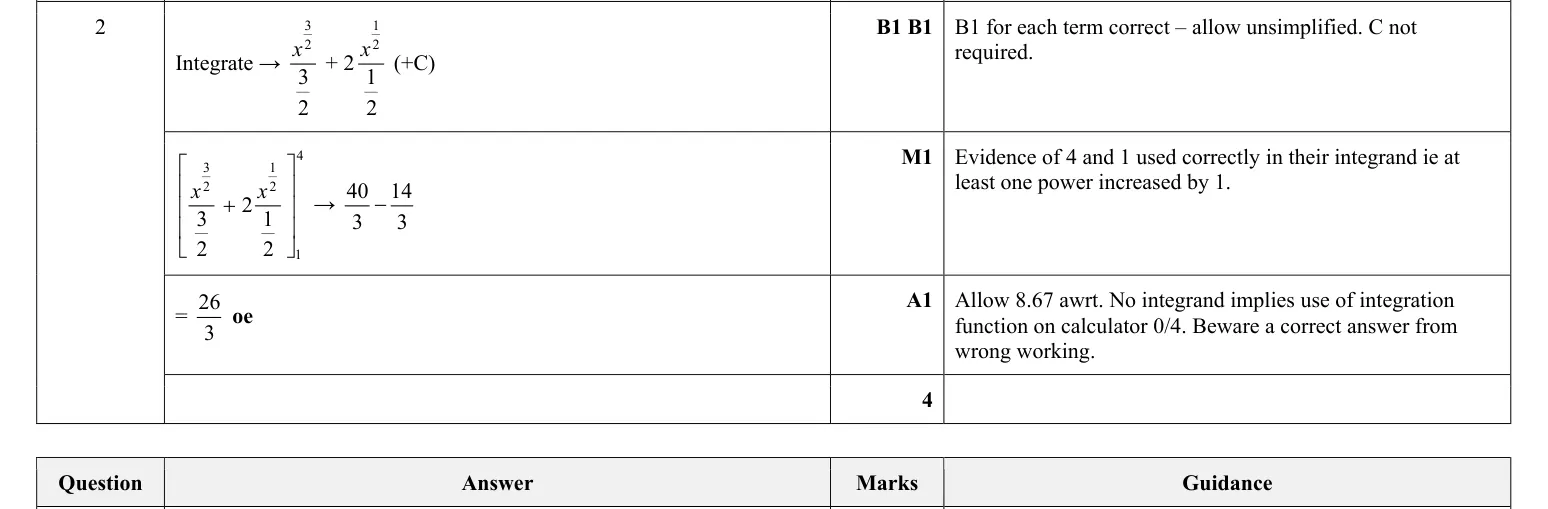 2
Integrate → x^(3/2)/(3/2) + 2 x^(1/2)/(1/2) (+C)
B1 B1
B1 for each term correct – allow unsimplified. C not
required.
[x^(3/2)/(3/2) + 2 x^(1/2)/(1/2)]_1^4 → 40/3 − 14/3
M1
Evidence of 4 and 1 used correctly in their integrand ie at
least one power increased by 1.
= 26/3 oe
A1
Allow 8.67 awrt. No integrand implies use of integration
function on calculator 0/4. Beware a correct answer from
wrong working.
4
Question Answer Marks Guidance